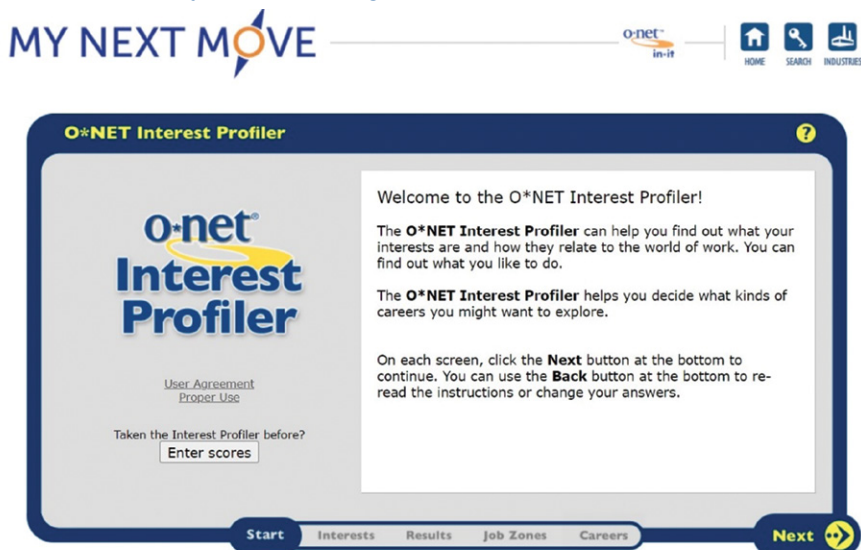 MY NEXT MOVE
o·net™
in-it
HOME
SEARCH
INDUSTRIES
O*NET Interest Profiler
?
o*net®
Interest
Profiler
User Agreement
Proper Use
Taken the Interest Profiler before?
Enter scores
Welcome to the O*NET Interest Profiler!
The O*NET Interest Profiler can help you find out what your
interests are and how they relate to the world of work. You can
find out what you like to do.
The O*NET Interest Profiler helps you decide what kinds of
careers you might want to explore.
On each screen, click the Next button at the bottom to
continue. You can use the Back button at the bottom to re-
read the instructions or change your answers.
Start Interests Results Job Zones Careers
Next